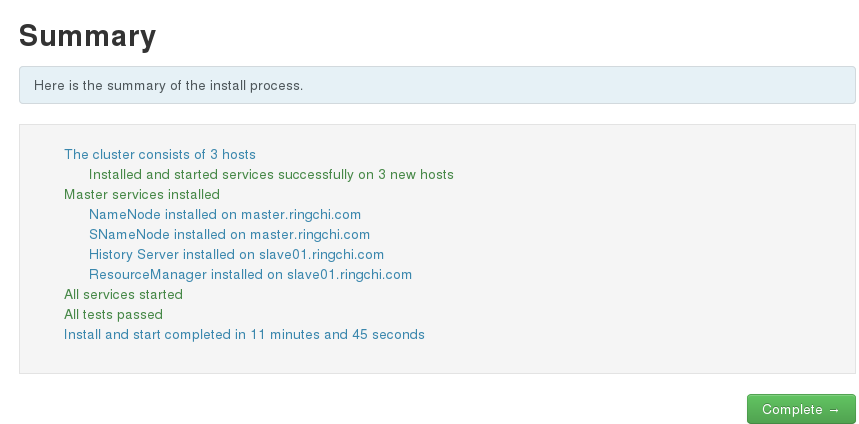 Summary
Here is the summary of the install process.
The cluster consists of 3 hosts
Installed and started services successfully on 3 new hosts
Master services installed
NameNode installed on master.ringchi.com
SNameNode installed on master.ringchi.com
History Server installed on slave01.ringchi.com
ResourceManager installed on slave01.ringchi.com
All services started
All tests passed
Install and start completed in 11 minutes and 45 seconds
Complete →